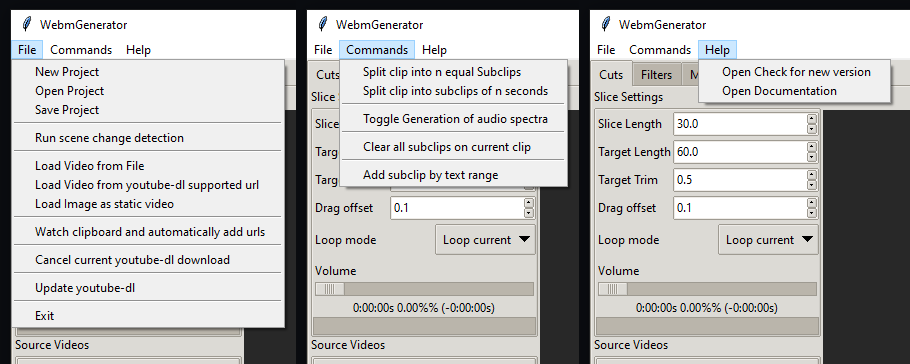 WebmGenerator
File Commands Help
New Project
Open Project
Save Project
Run scene change detection
Load Video from File
Load Video from youtube-dl supported url
Load Image as static video
Watch clipboard and automatically add urls
Cancel current youtube-dl download
Update youtube-dl
Exit
Source Videos
WebmGenerator
File Commands Help
Cuts
Split clip into n equal Subclips
Split clip into subclips of n seconds
Toggle Generation of audio spectra
Clear all subclips on current clip
Add subclip by text range
Slice
Slice
Target
Target
Drag offset 0.1
Loop mode Loop current
Volume
0:00:00s 0.00%% (-0:00:00s)
Source Videos
WebmGenerator
File Commands Help
Open Check for new version
Open Documentation
Cuts Filters M
Slice Settings
Slice Length 30.0
Target Length 60.0
Target Trim 0.5
Drag offset 0.1
Loop mode Loop current
Volume
0:00:00s 0.00%% (-0:00:00s)
Source Videos